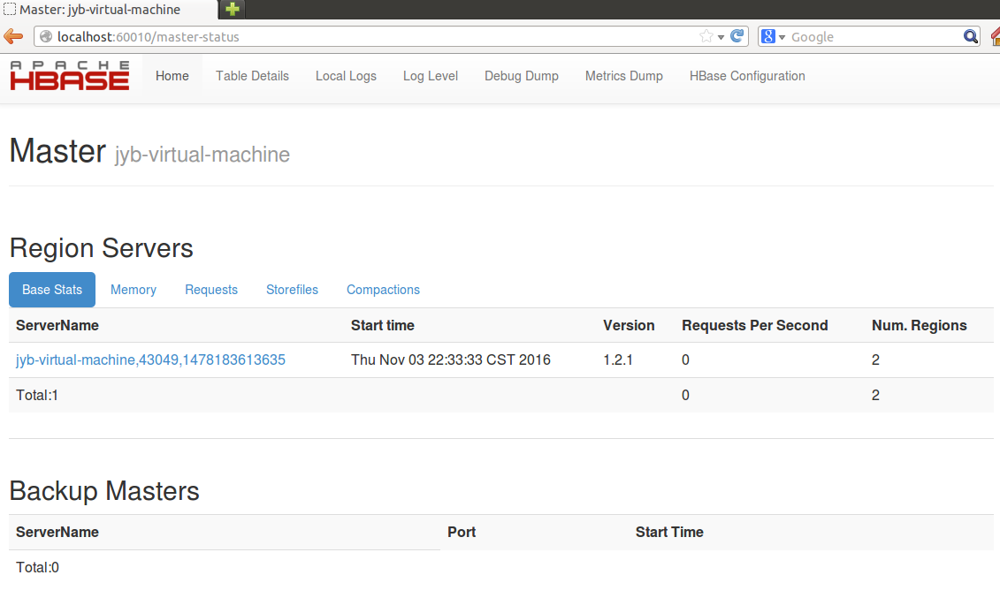 Master: jyb-virtual-machine
localhost:60010/master-status
Google
APACHE
HBASE
Home Table Details Local Logs Log Level Debug Dump Metrics Dump HBase Configuration
Master jyb-virtual-machine
Region Servers
Base Stats Memory Requests Storefiles Compactions
ServerName Start time Version Requests Per Second Num. Regions
jyb-virtual-machine,43049,1478183613635 Thu Nov 03 22:33:33 CST 2016 1.2.1 0 2
Total:1 0 2
Backup Masters
ServerName Port Start Time
Total:0